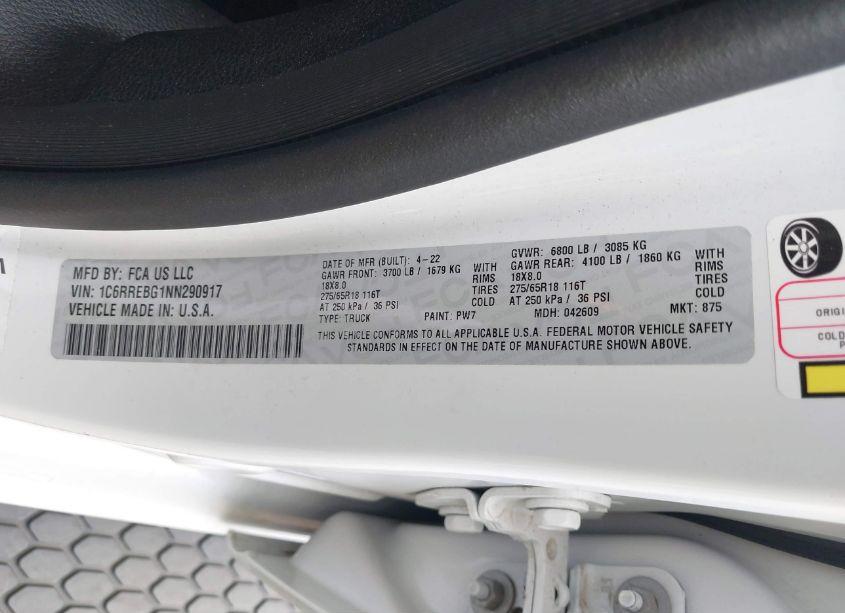 MFD BY: FCA US LLC
VIN: 1C6RREBG1NN290917
VEHICLE MADE IN: U.S.A.
DATE OF MFR (BUILT): 4-22
GAWR FRONT: 3700 LB / 1679 KG WITH
18X8.0 RIMS
275/65R18 116T TIRES
AT 250 kPa / 36 PSI COLD
TYPE: TRUCK PAINT: PW7
GVWR: 6800 LB / 3085 KG
GAWR REAR: 4100 LB / 1860 KG WITH
18X8.0 RIMS
275/65R18 116T TIRES
AT 250 kPa / 36 PSI COLD
MDH: 042609 MKT: 875
THIS VEHICLE CONFORMS TO ALL APPLICABLE U.S.A. FEDERAL MOTOR VEHICLE SAFETY
STANDARDS IN EFFECT ON THE DATE OF MANUFACTURE SHOWN ABOVE.
COLD